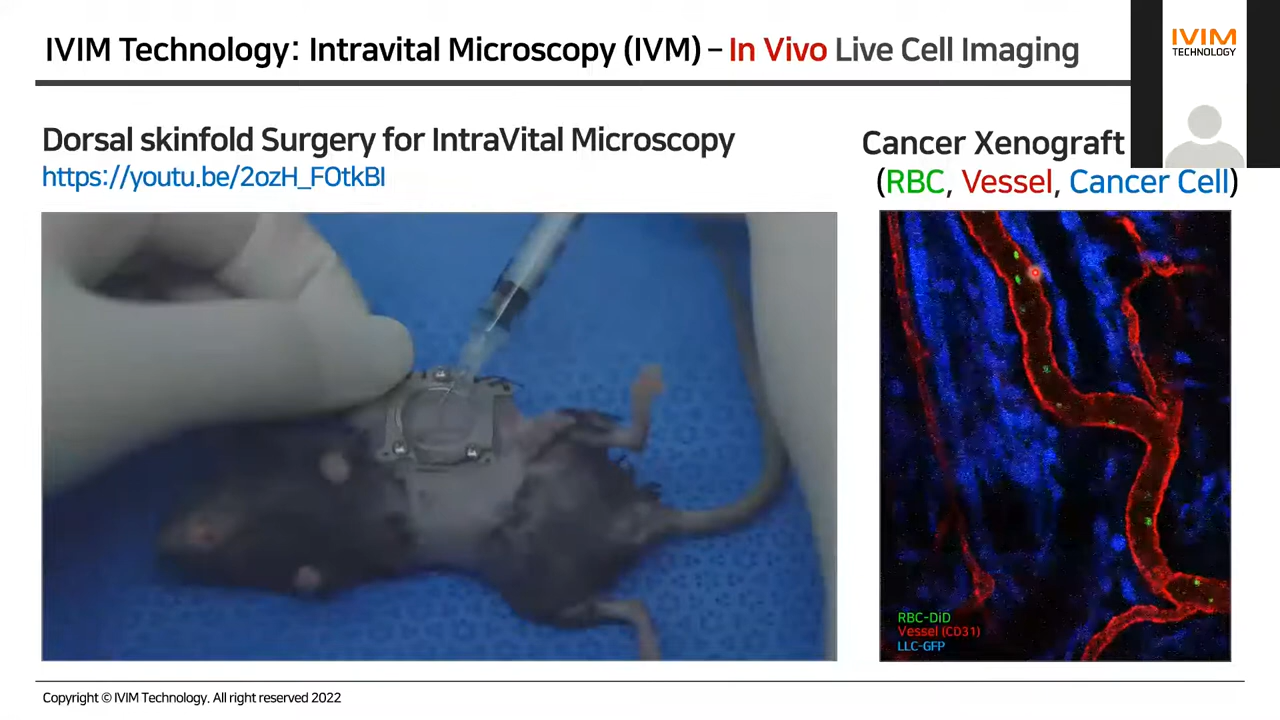 IVIM Technology: Intravital Microscopy (IVM) – In Vivo Live Cell Imaging
IVIM
TECHNOLOGY
Dorsal skinfold Surgery for IntraVital Microscopy
https://youtu.be/2ozH_FOtkBI
Cancer Xenograft
(RBC, Vessel, Cancer Cell)
RBC-DiD
Vessel (CD31)
LLC-GFP
Copyright © IVIM Technology. All right reserved 2022